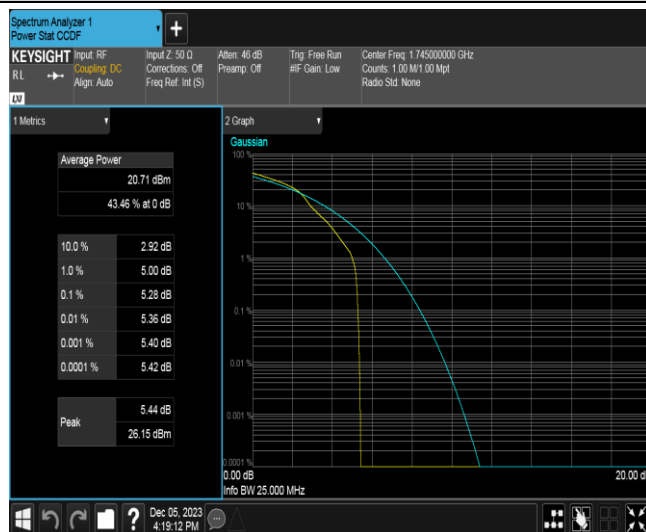 Spectrum Analyzer 1
Power Stat CCDF
+
KEYSIGHT
RL
LXI
Input: RF
Coupling: DC
Align: Auto
Input Z: 50 Ω
Corrections: Off
Freq Ref: Int (S)
Atten: 46 dB
Preamp: Off
Trig: Free Run
#IF Gain: Low
Center Freq: 1.745000000 GHz
Counts: 1.00 M/1.00 Mpt
Radio Std: None
1 Metrics
Average Power
20.71 dBm
43.46 % at 0 dB
10.0 % 2.92 dB
1.0 % 5.00 dB
0.1 % 5.28 dB
0.01 % 5.36 dB
0.001 % 5.40 dB
0.0001 % 5.42 dB
Peak
5.44 dB
26.15 dBm
2 Graph
Gaussian
100 %
10 %
1 %
0.1 %
0.01 %
0.001 %
0.0001 %
0.00 dB 20.00 d
Info BW 25.000 MHz
? Dec 05, 2023
4:19:12 PM